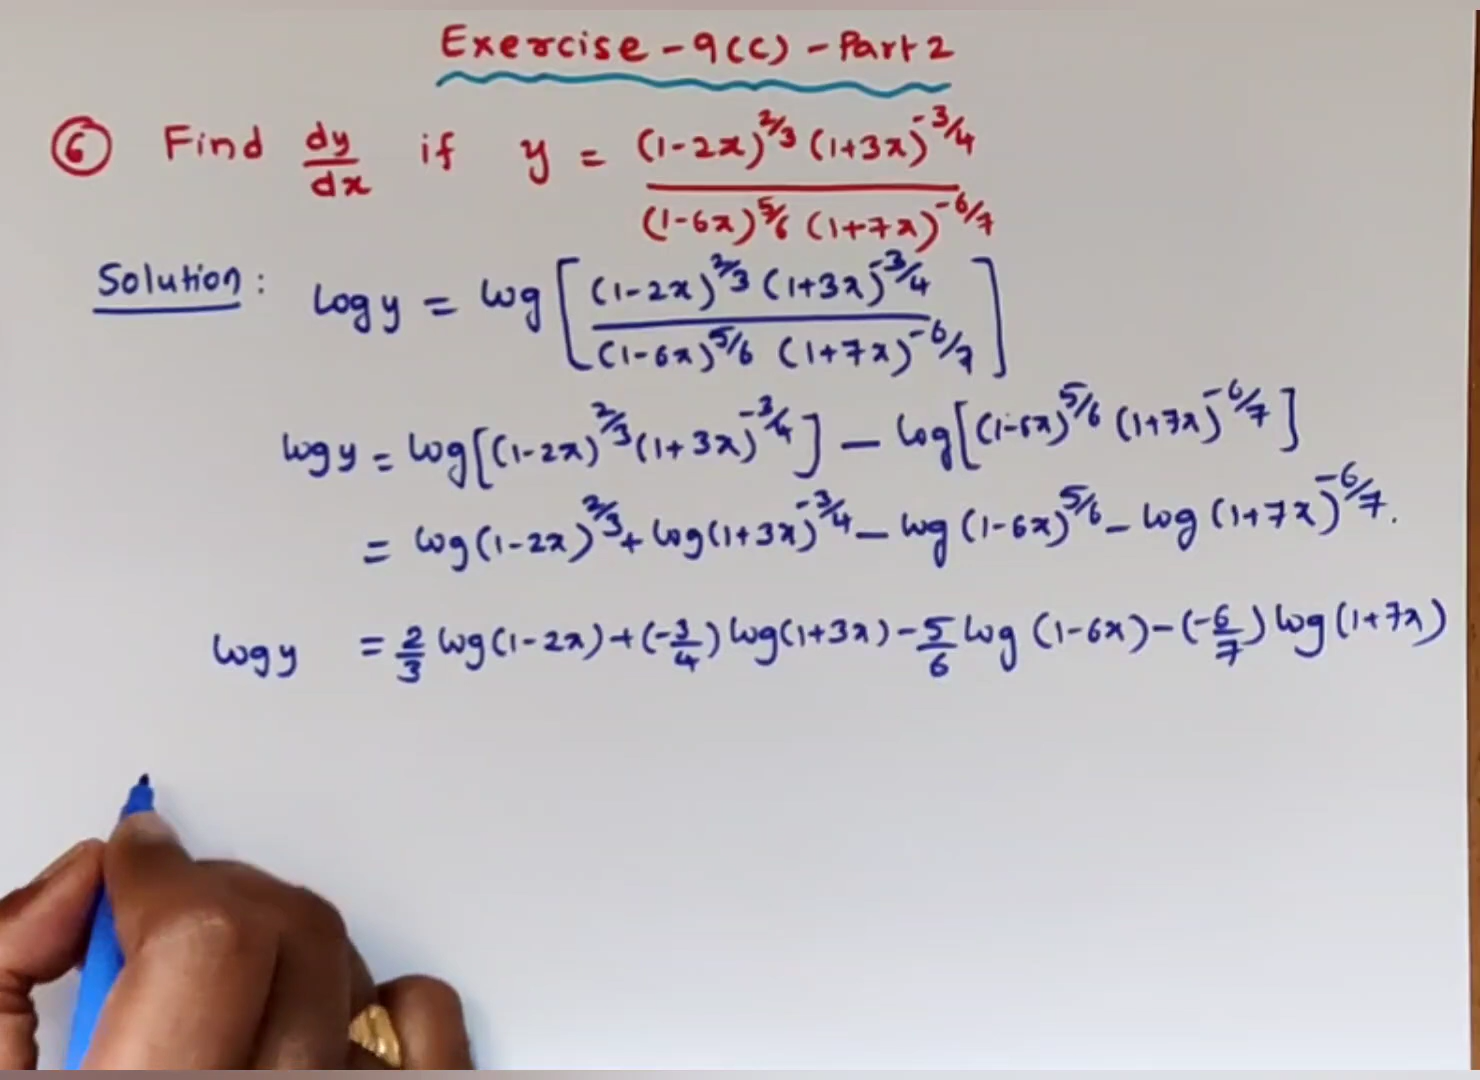 Exercise-9(C)-Part 2
⑥ Find dy/dx if y = (1-2x)^2/3 (1+3x)^-3/4 / (1-6x)^5/6 (1+7x)^-6/7
Solution: log y = log [(1-2x)^2/3 (1+3x)^-3/4 / (1-6x)^5/6 (1+7x)^-6/7]
log y = log[(1-2x)^2/3 (1+3x)^-3/4] - log[(1-6x)^5/6 (1+7x)^-6/7]
= log(1-2x)^2/3 + log(1+3x)^-3/4 - log(1-6x)^5/6 - log(1+7x)^-6/7.
log y = 2/3 log(1-2x)+(-3/4) log(1+3x)-5/6 log(1-6x)-(-6/7) log(1+7x)